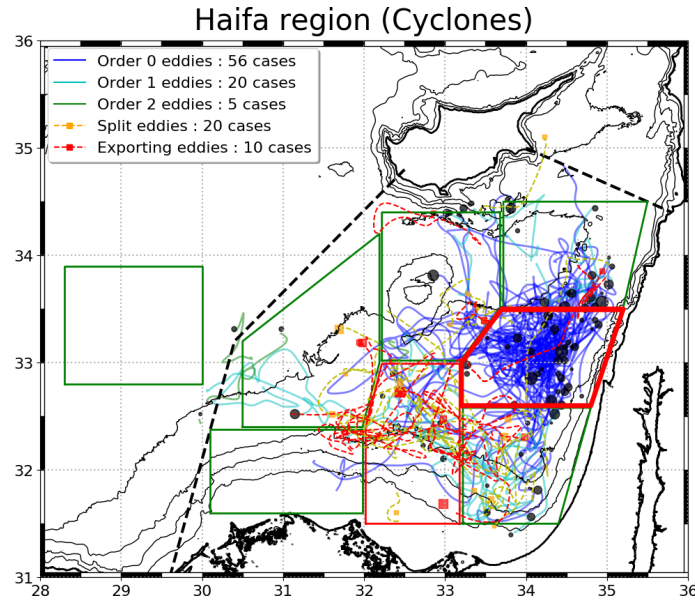 Haifa region (Cyclones)
36
35
34
33
32
31
Order 0 eddies : 56 cases
Order 1 eddies : 20 cases
Order 2 eddies : 5 cases
Split eddies : 20 cases
Exporting eddies : 10 cases
28 29 30 31 32 33 34 35 36